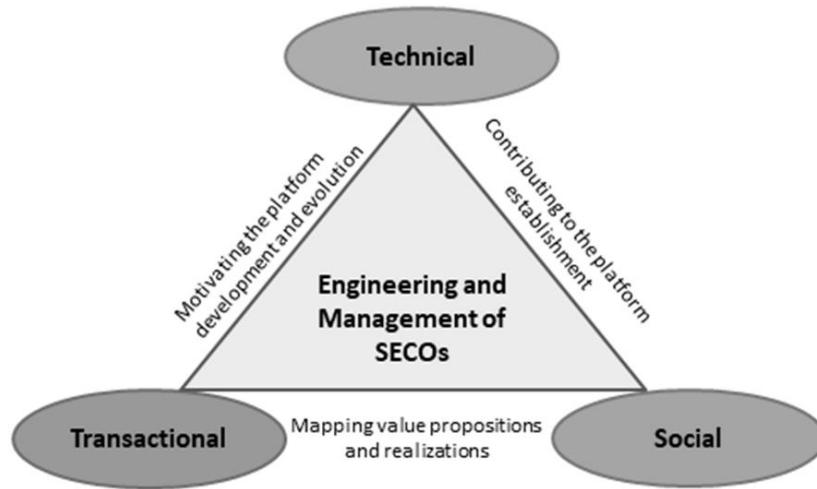 Technical
Motivating the platform
development and evolution
Contributing to the platform
establishment
Engineering and
Management of
SECOs
Transactional
Mapping value propositions
and realizations
Social